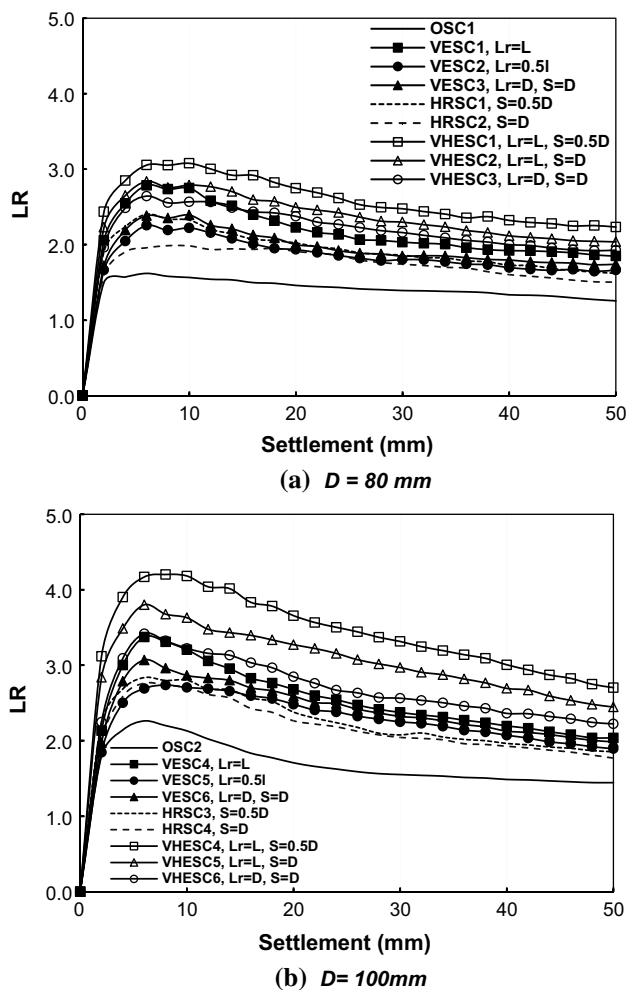 5.0
4.0
3.0
2.0
1.0
0.0
LR
OSC1
VESC1, Lr=L
VESC2, Lr=0.5l
VESC3, Lr=D, S=D
HRSC1, S=0.5D
HRSC2, S=D
VHESC1, Lr=L, S=0.5D
VHESC2, Lr=L, S=D
VHESC3, Lr=D, S=D
0 10 20 30 40 50
Settlement (mm)
(a) D = 80 mm
5.0
4.0
3.0
2.0
1.0
0.0
LR
OSC2
VESC4, Lr=L
VESC5, Lr=0.5l
VESC6, Lr=D, S=D
HRSC3, S=0.5D
HRSC4, S=D
VHESC4, Lr=L, S=0.5D
VHESC5, Lr=L, S=D
VHESC6, Lr=D, S=D
0 10 20 30 40 50
Settlement (mm)
(b) D= 100mm